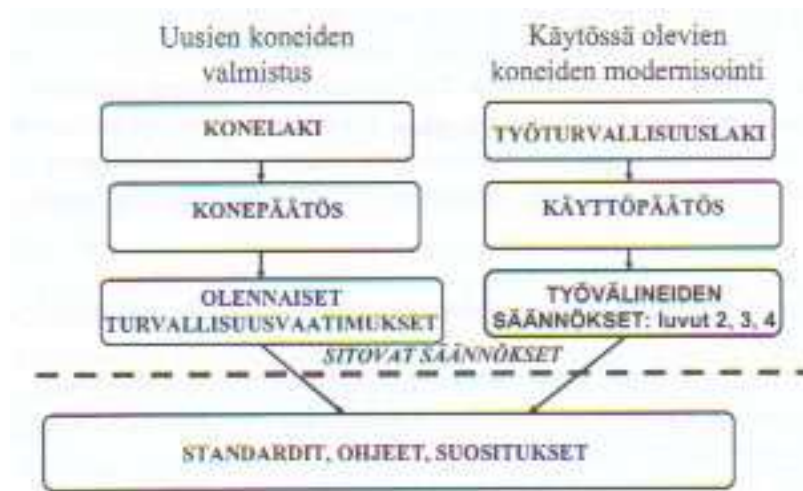 Uusien koneiden
valmistus
KONELAKI
KONEPÄÄTÖS
OLENNAISET
TURVALLISUUSVAATIMUKSET
Käytössä olevien
koneiden modernisointi
TYÖTURVALLISUUSLAKI
KÄYTTÖPÄÄTÖS
TYÖVÄLINEIDEN
SÄÄNNÖKSET: luvut 2, 3, 4
SITOVAT SÄÄNNÖKSET
STANDARDIT, OHJEET, SUOSITUKSET